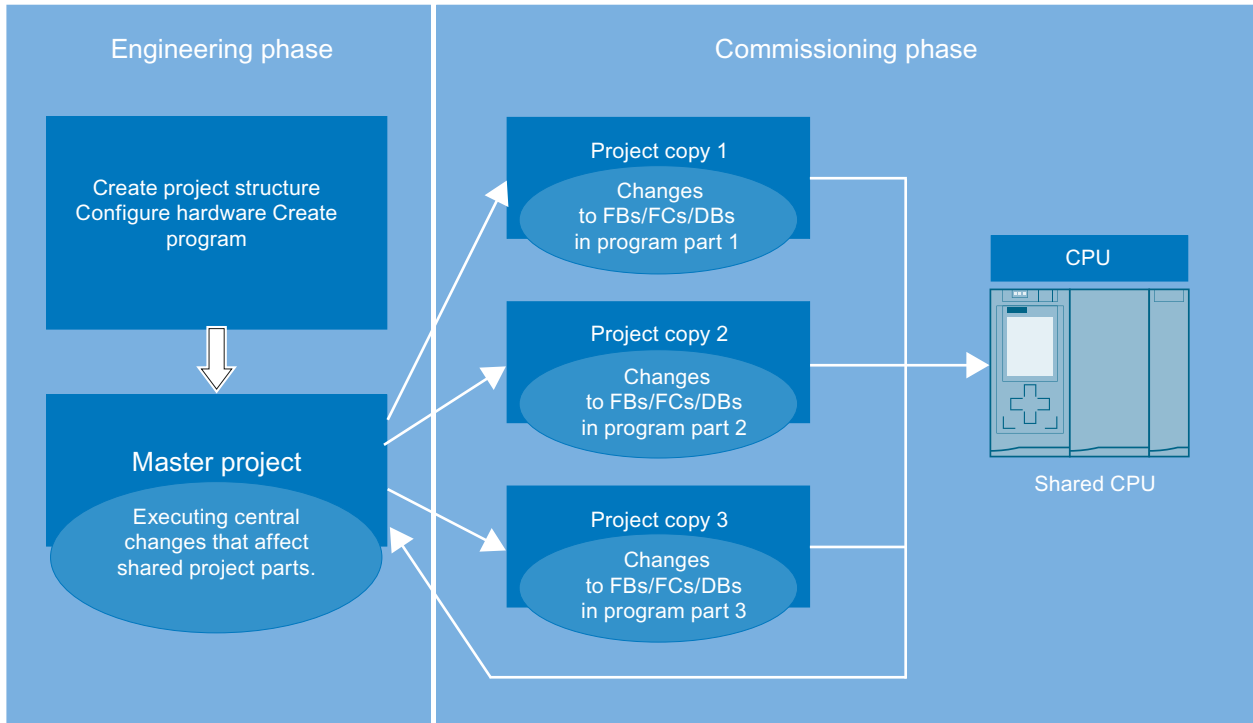 Engineering phase
Commissioning phase
Create project structure
Configure hardware Create
program
Master project
Executing central
changes that affect
shared project parts.
Project copy 1
Changes
to FBs/FCs/DBs
in program part 1
Project copy 2
Changes
to FBs/FCs/DBs
in program part 2
Project copy 3
Changes
to FBs/FCs/DBs
in program part 3
CPU
Shared CPU